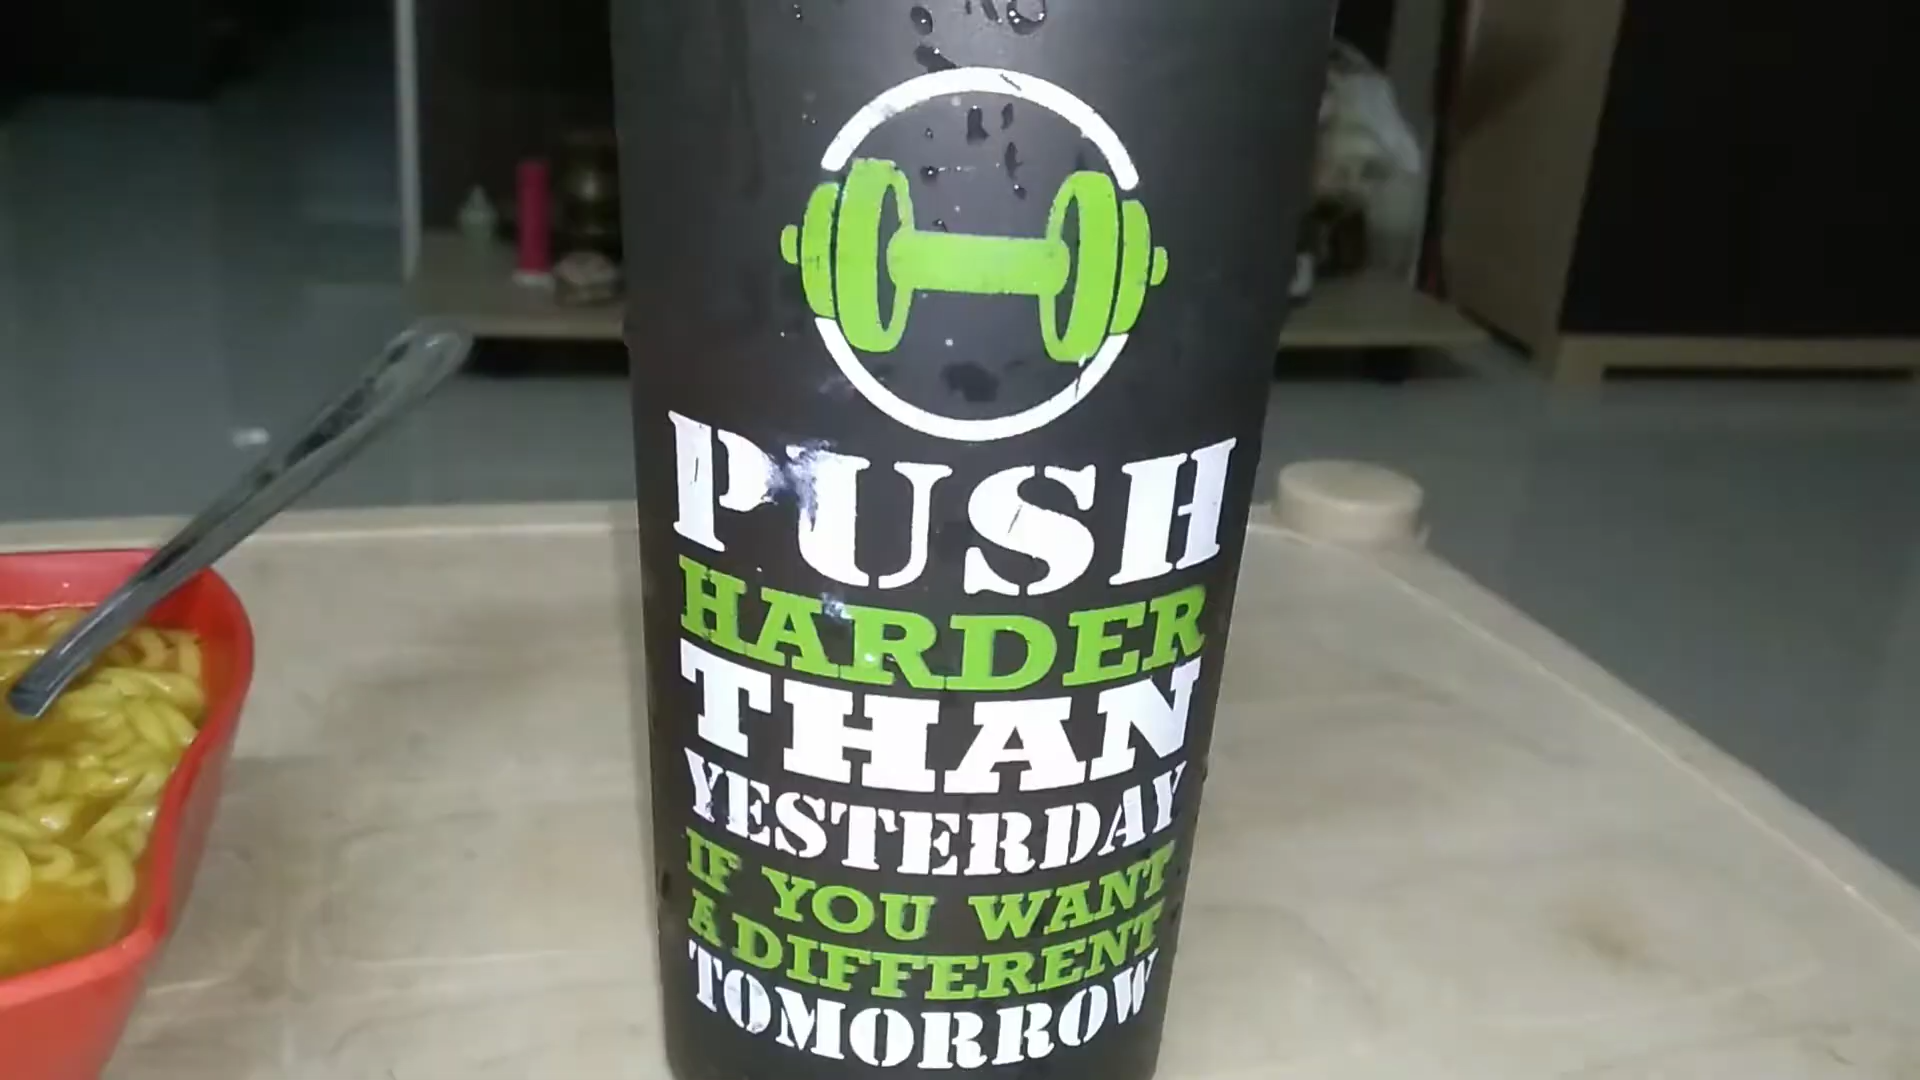 PUSH
HARDER
THAN
YESTERDAY
IF YOU WANT
A DIFFERENT
TOMORROW